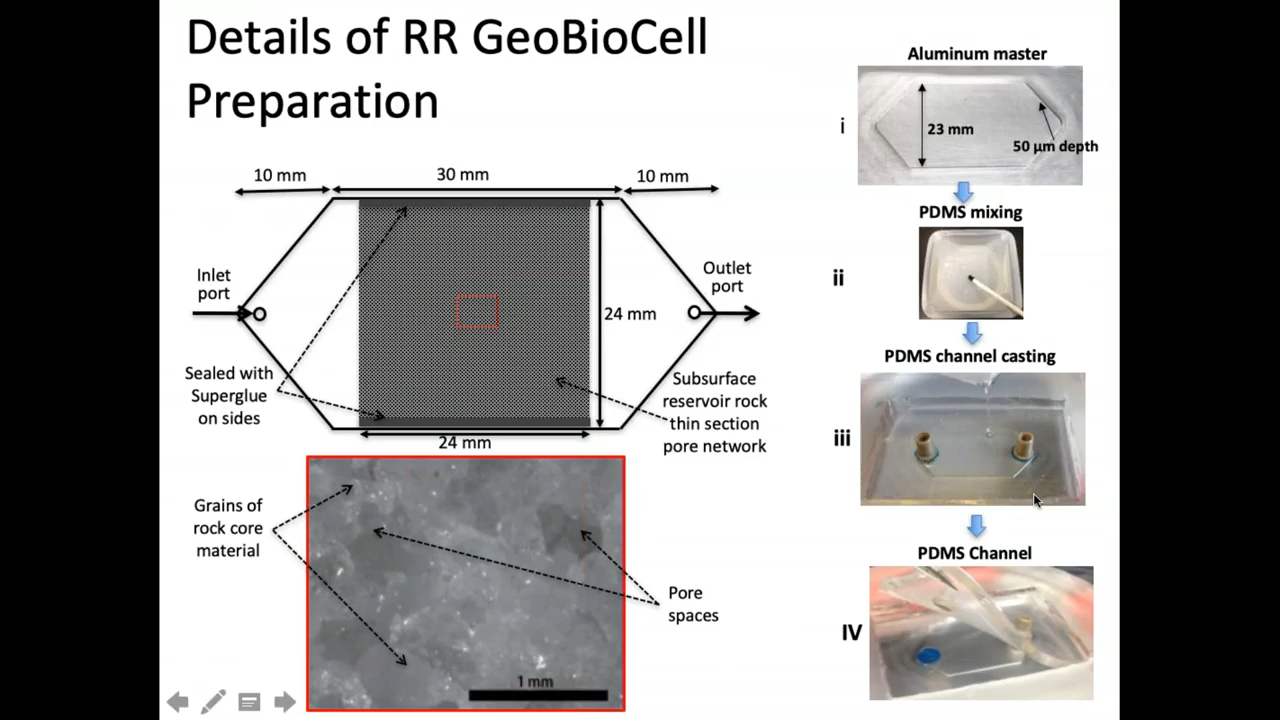 Details of RR GeoBioCell
Preparation
10 mm
30 mm
10 mm
Inlet
port
Outlet
port
24 mm
Sealed with
Superglue
on sides
Subsurface
reservoir rock
thin section
pore network
24 mm
Grains of
rock core
material
Pore
spaces
1 mm
Aluminum master
i
23 mm
50 µm depth
PDMS mixing
ii
PDMS channel casting
iii
PDMS Channel
IV